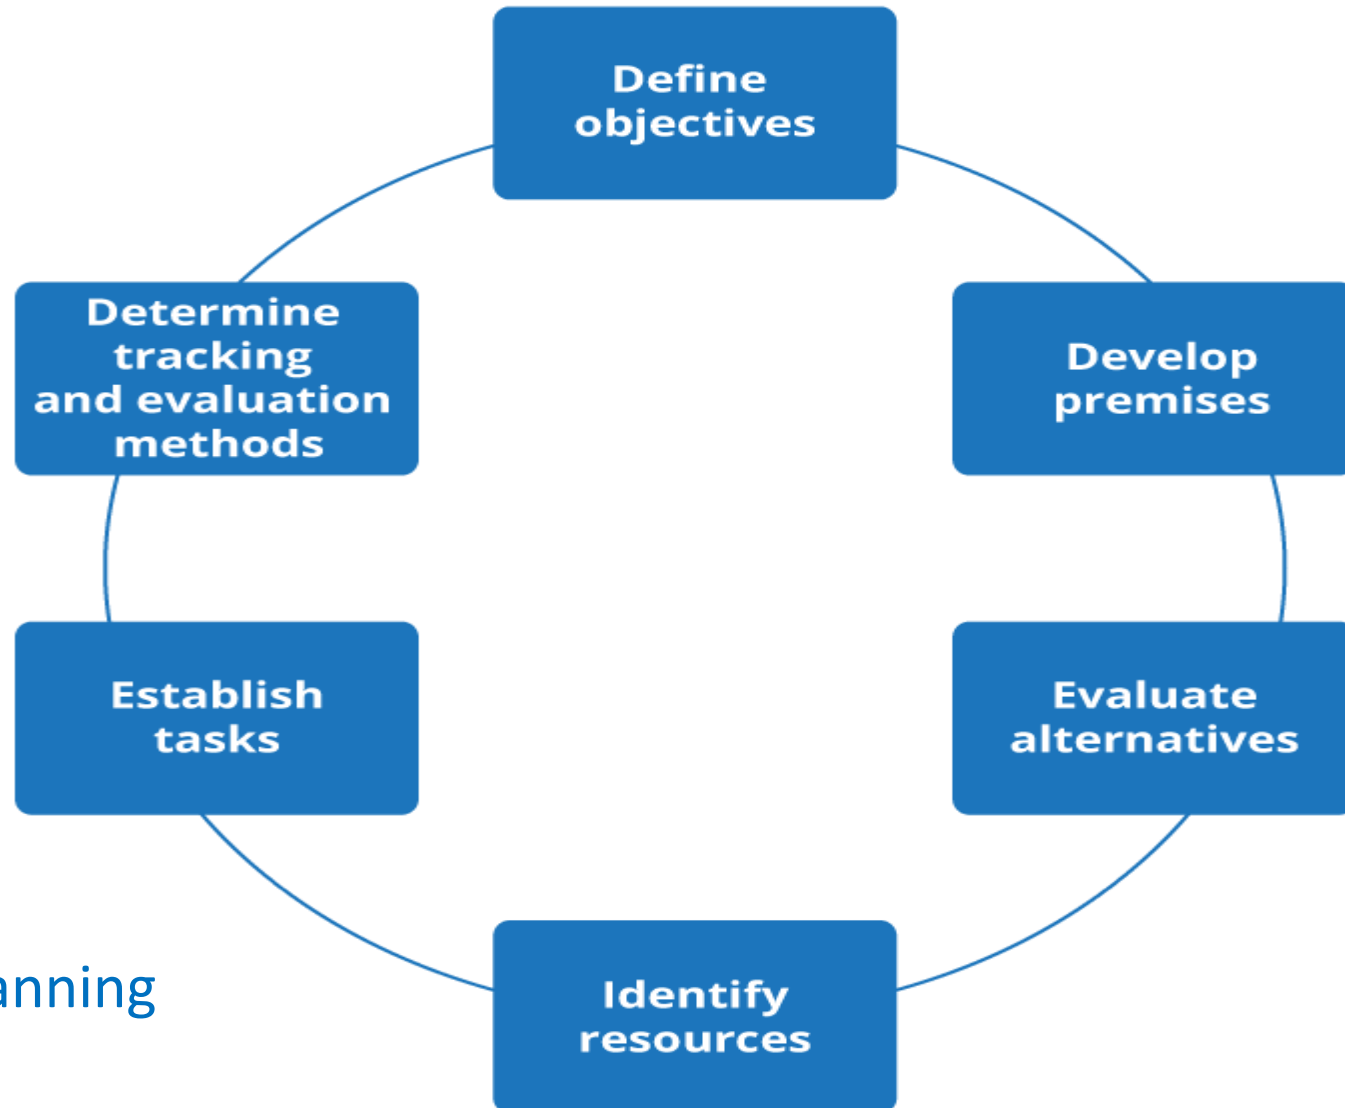 Define
objectives
Develop
premises
Evaluate
alternatives
Identify
resources
Establish
tasks
Determine
tracking
and evaluation
methods
anning